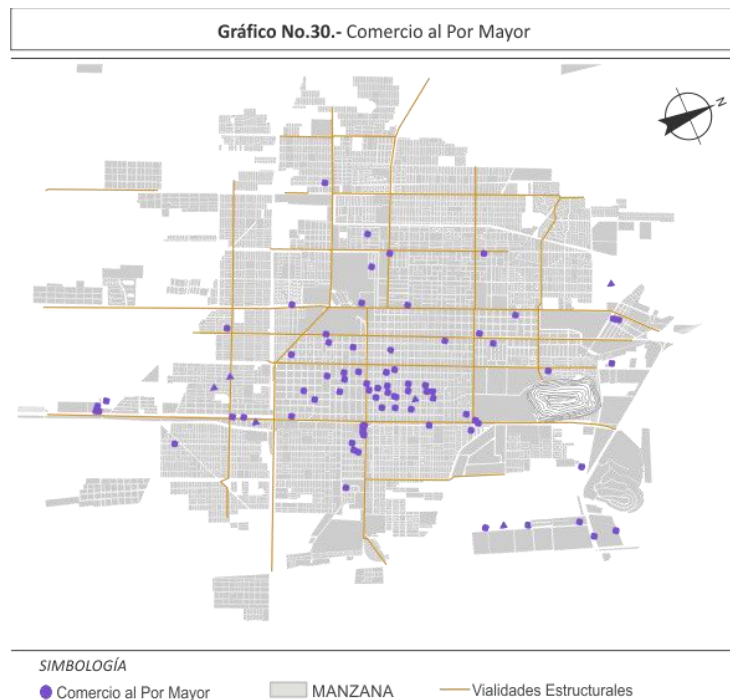 Gráfico No.30.- Comercio al Por Mayor
N
SIMBOLOGÍA
Comercio al Por Mayor MANZANA Vialidades Estructurales